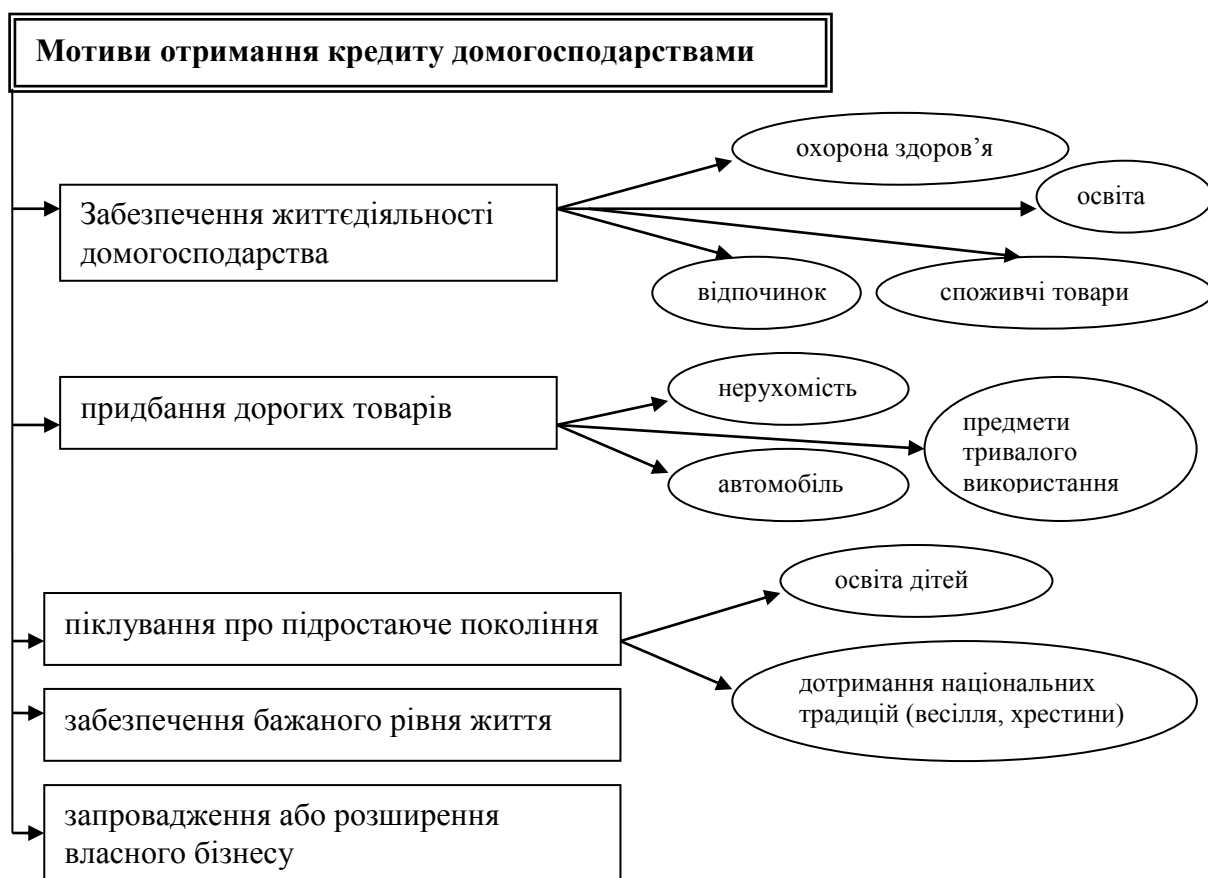 Мотиви отримання кредиту домогосподарствами
охорона здоров’я
освіта
Забезпечення життєдіяльності
домогосподарства
відпочинок
споживчі товари
нерухомість
придбання дорогих товарів
предмети
тривалого
використання
автомобіль
освіта дітей
піклування про підростаюче покоління
дотримання національних
традицій (весілля, хрестини)
забезпечення бажаного рівня життя
запровадження або розширення
власного бізнесу